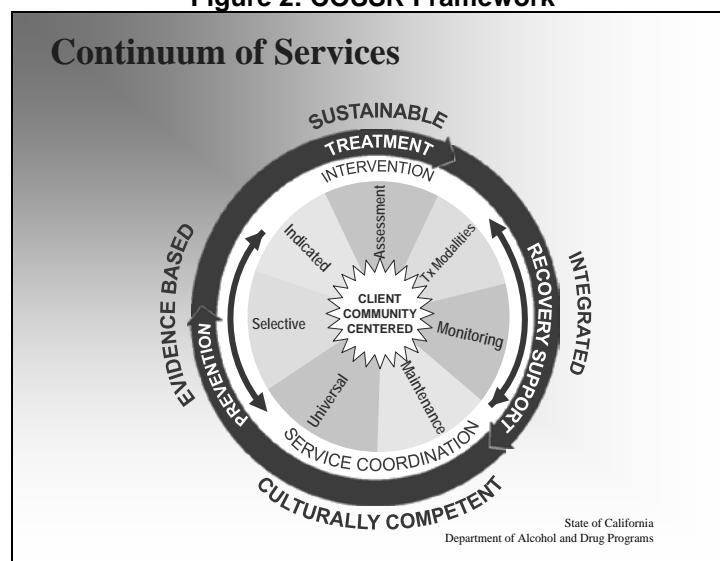 Figure 2. COSSR Framework
Continuum of Services
SUSTAINABLE
TREATMENT
INTERVENTION
EVIDENCE BASED
PREVENTION
INTEGRATED
RECOVERY SUPPORT
Assessment
Indicated
Tx Modalities
Selective
CLIENT
COMMUNITY
CENTERED
Monitoring
Universal
Maintenance
SERVICE COORDINATION
CULTURALLY COMPETENT
State of California
Department of Alcohol and Drug Programs